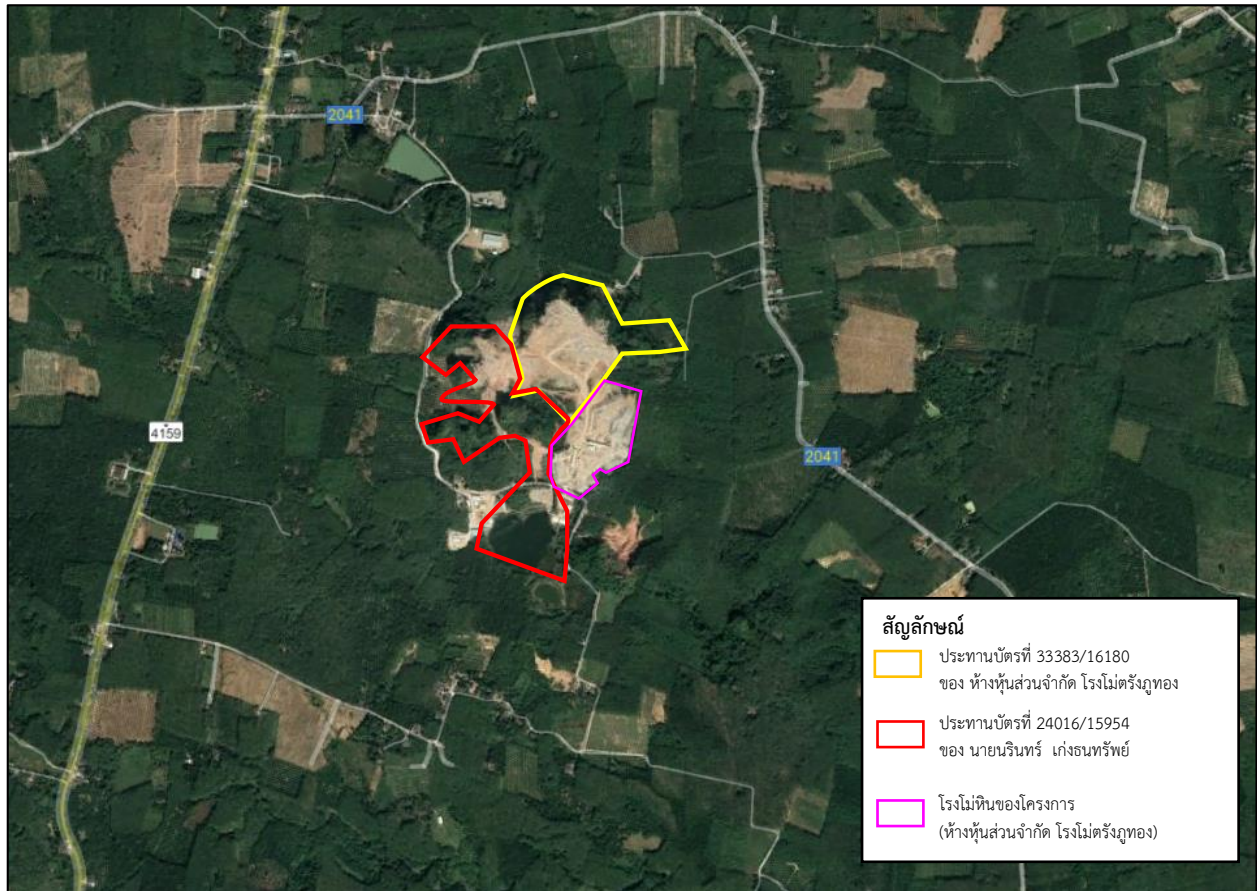 2041
4159
2041
สัญลักษณ์
ประทานบัตรที่ 33383/16180
ของ ห้างหุ้นส่วนจำกัด โรงโม่ตรังภูทอง
ประทานบัตรที่ 24016/15954
ของ นายนรินทร์ เก่งธนทรัพย์
โรงโม่หินของโครงการ
(ห้างหุ้นส่วนจำกัด โรงโม่ตรังภูทอง)